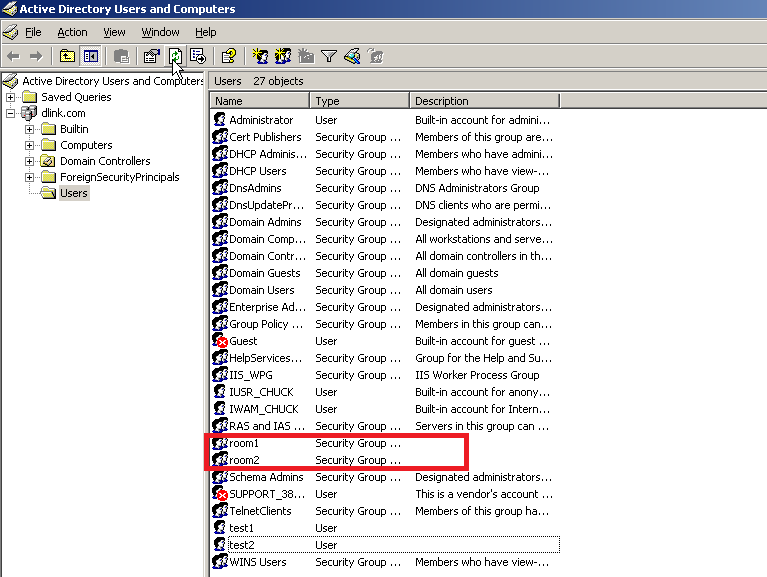 Active Directory Users and Computers
File Action View Window Help
Active Directory Users and Computers
Saved Queries
dlink.com
Builtin
Computers
Domain Controllers
ForeignSecurityPrincipals
Users
Users 27 objects
Name Type Description
Administrator User Built-in account for admini...
Cert Publishers Security Group ... Members of this group are...
DHCP Adminis... Security Group ... Members who have admini...
DHCP Users Security Group ... Members who have view-...
DnsAdmins Security Group ... DNS Administrators Group
DnsUpdatePr... Security Group ... DNS clients who are permi...
Domain Admins Security Group ... Designated administrators...
Domain Comp... Security Group ... All workstations and serve...
Domain Contr... Security Group ... All domain controllers in th...
Domain Guests Security Group ... All domain guests
Domain Users Security Group ... All domain users
Enterprise Ad... Security Group ... Designated administrators...
Group Policy ... Security Group ... Members in this group can...
Guest User Built-in account for guest ...
HelpServices... Security Group ... Group for the Help and Su...
IIS_WPG Security Group ... IIS Worker Process Group
IUSR_CHUCK User Built-in account for anony...
IWAM_CHUCK User Built-in account for Intern...
RAS and IAS ... Security Group ... Servers in this group can ...
room1 Security Group ...
room2 Security Group ...
Schema Admins Security Group ... Designated administrators...
SUPPORT_38... User This is a vendor's account ...
TelnetClients Security Group ... Members of this group ha...
test1 User
test2 User
WINS Users Security Group ... Members who have view-...